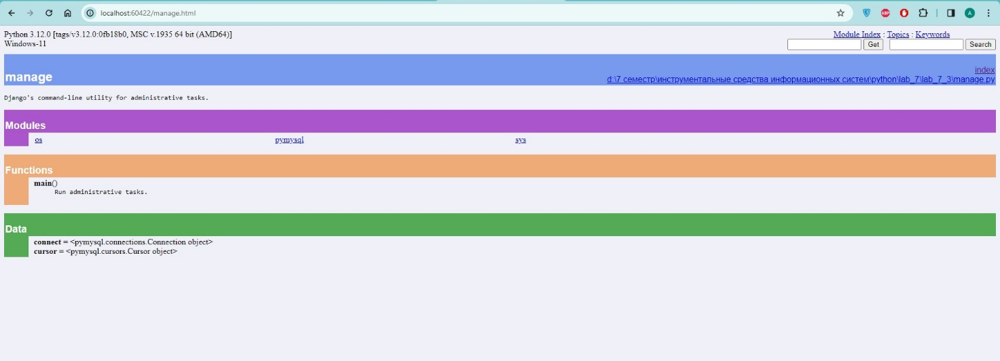 localhost:60422/manage.html
ABP
A
Python 3.12.0 [tags/v3.12.0:0fb18b0, MSC v.1935 64 bit (AMD64)]
Windows-11
Module Index : Topics : Keywords
Get Search
manage
index
d:\7 семестр\инструментальные средства информационных систем\python\lab_7\lab_7_3\manage.py
Django's command-line utility for administrative tasks.
Modules
os pymysql sys
Functions
main()
Run administrative tasks.
Data
connect = <pymysql.connections.Connection object>
cursor = <pymysql.cursors.Cursor object>